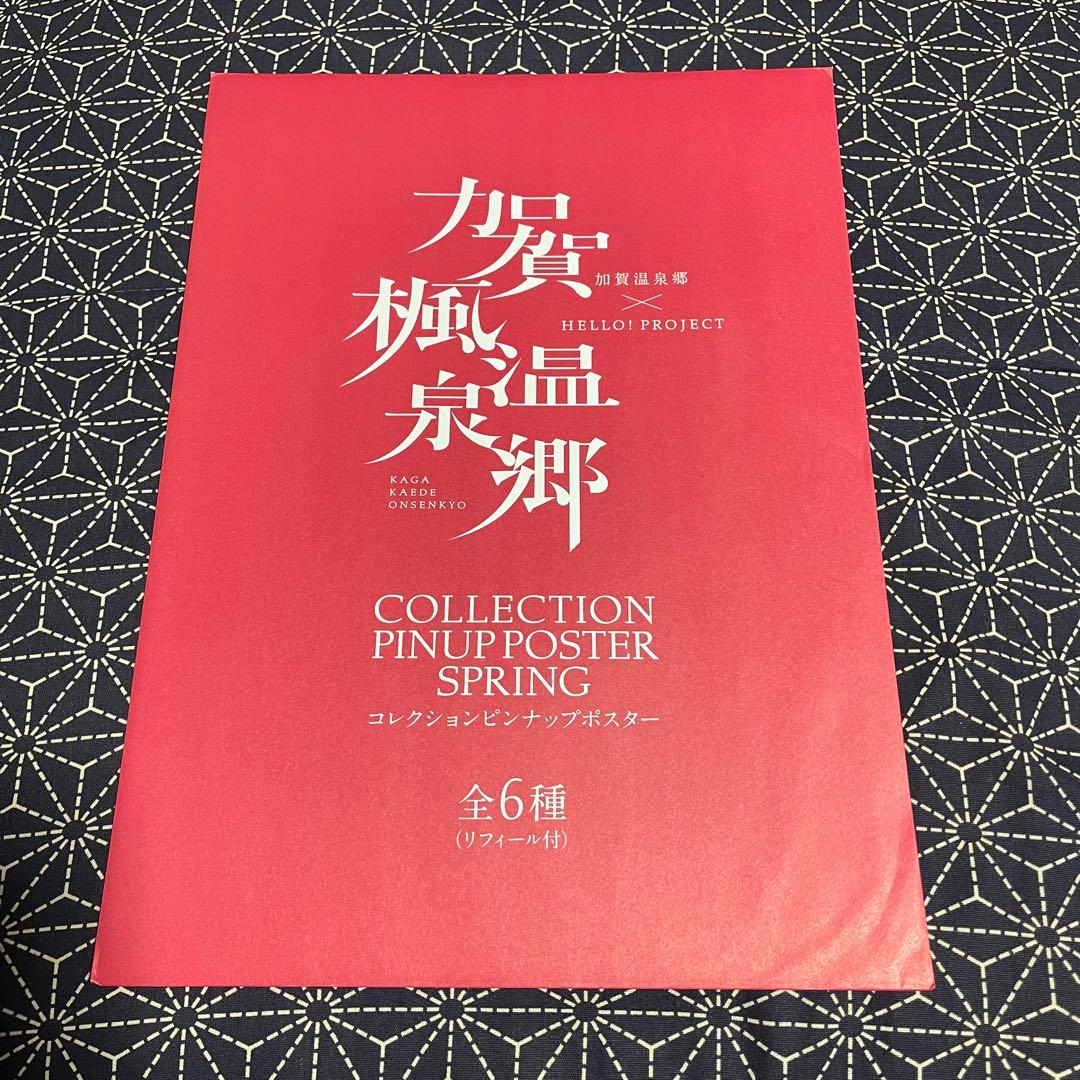 加賀
楓温
泉郷
加賀温泉郷
×
HELLO! PROJECT
KAGA
KAEDE
ONSENKYO
COLLECTION
PINUP POSTER
SPRING
コレクションピンナップポスター
全6種
(リフィール付)